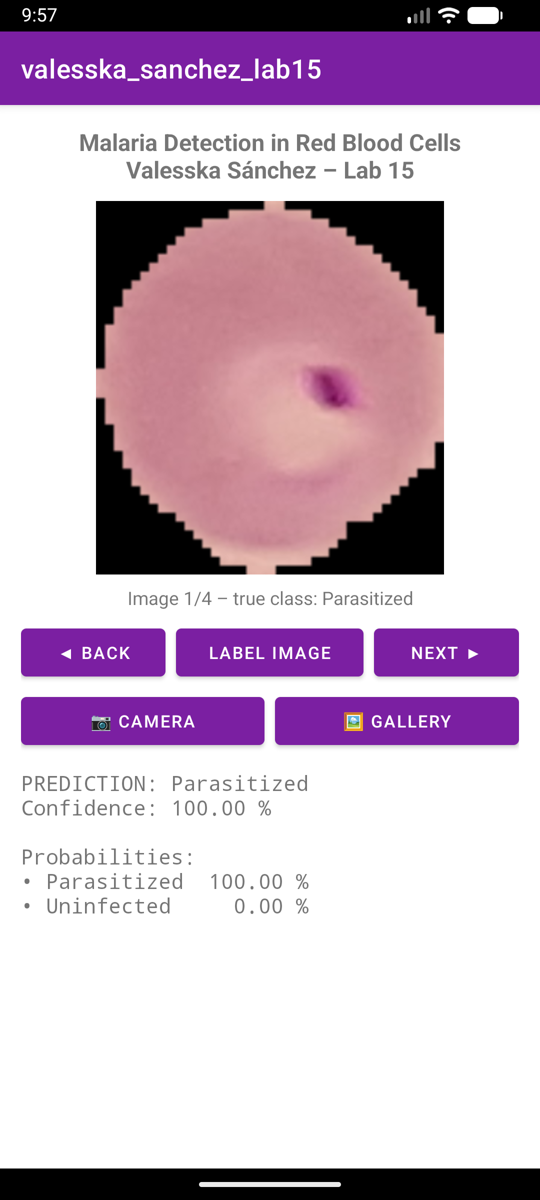 9:57
valesska_sanchez_lab15
Malaria Detection in Red Blood Cells
Valesska Sánchez – Lab 15
Image 1/4 – true class: Parasitized
◄ BACK
LABEL IMAGE
NEXT ►
📷 CAMERA
🖼️ GALLERY
PREDICTION: Parasitized
Confidence: 100.00 %
Probabilities:
• Parasitized 100.00 %
• Uninfected 0.00 %